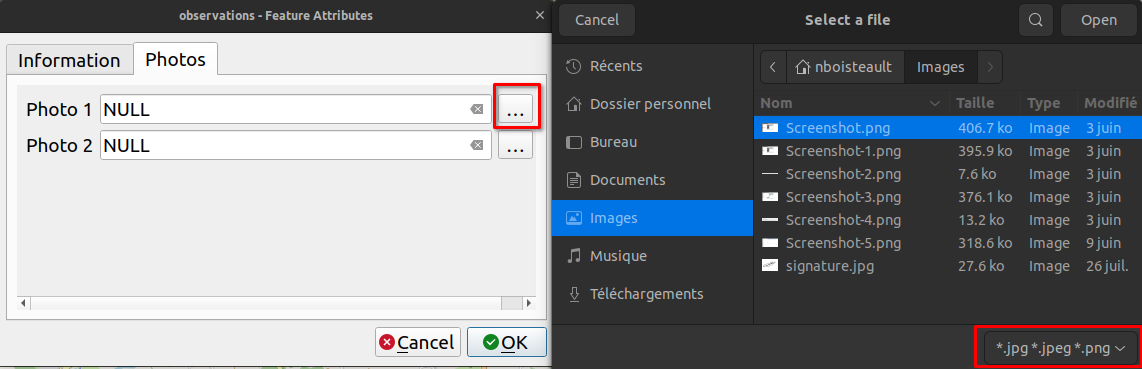 observations - Feature Attributes
Information
Photos
Photo 1
NULL
...
Photo 2
NULL
...
Cancel
OK
Cancel
Select a file
Open
Récents
Dossier personnel
Bureau
Documents
Images
Musique
Téléchargements
nboisteault
Images
Nom Taille Type Modifié
Screenshot.png 406.7 ko Image 3 juin
Screenshot-1.png 395.9 ko Image 3 juin
Screenshot-2.png 7.6 ko Image 3 juin
Screenshot-3.png 376.1 ko Image 3 juin
Screenshot-4.png 13.2 ko Image 3 juin
Screenshot-5.png 318.6 ko Image 9 juin
signature.jpg 27.6 ko Image 26 juil.
*.jpg *.jpeg *.png